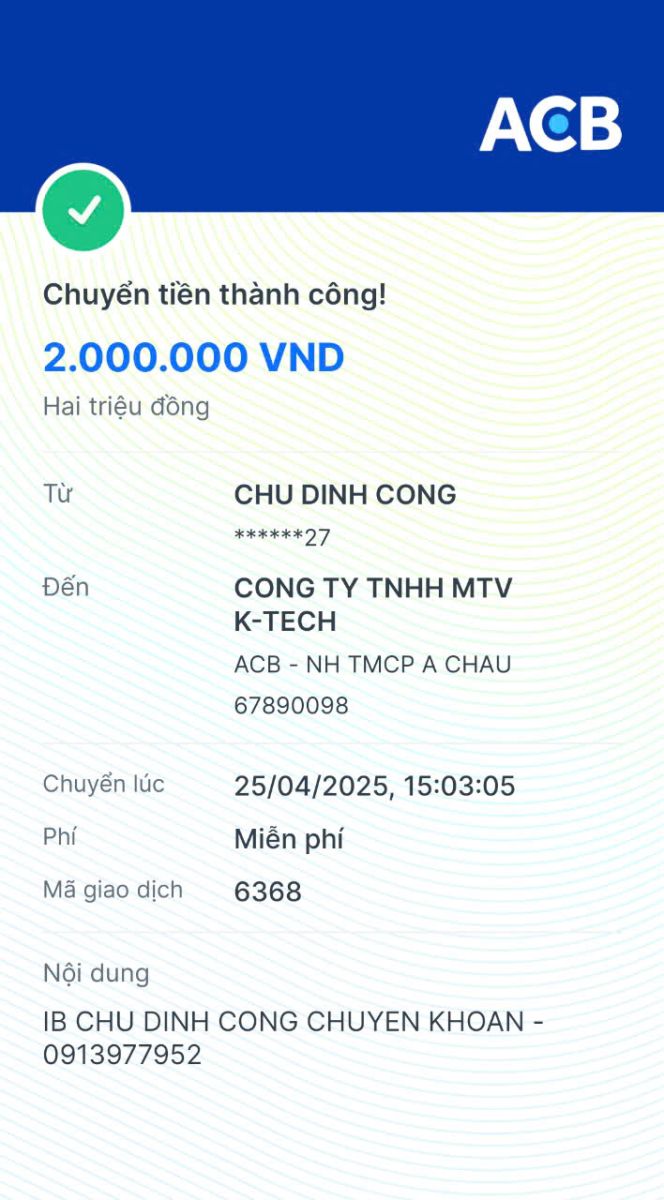 ACB
Chuyển tiền thành công!
2.000.000 VND
Hai triệu đồng
Từ
CHU DINH CONG
******27
Đến
CONG TY TNHH MTV
K-TECH
ACB - NH TMCP A CHAU
67890098
Chuyển lúc
25/04/2025, 15:03:05
Phí
Miễn phí
Mã giao dịch
6368
Nội dung
IB CHU DINH CONG CHUYEN KHOAN -
0913977952